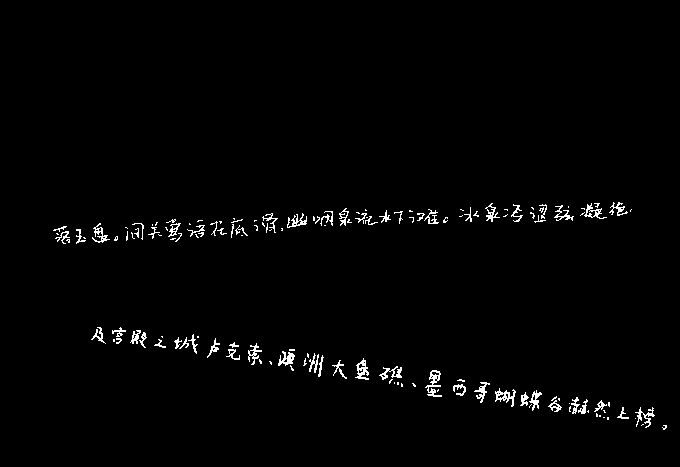 落玉盘。间关莺语花底滑,幽咽泉流水下滩。冰泉冷涩弦凝绝
及宫殿之城卢克索、澳洲大堡礁、墨西哥蝴蝶谷赫然上榜。